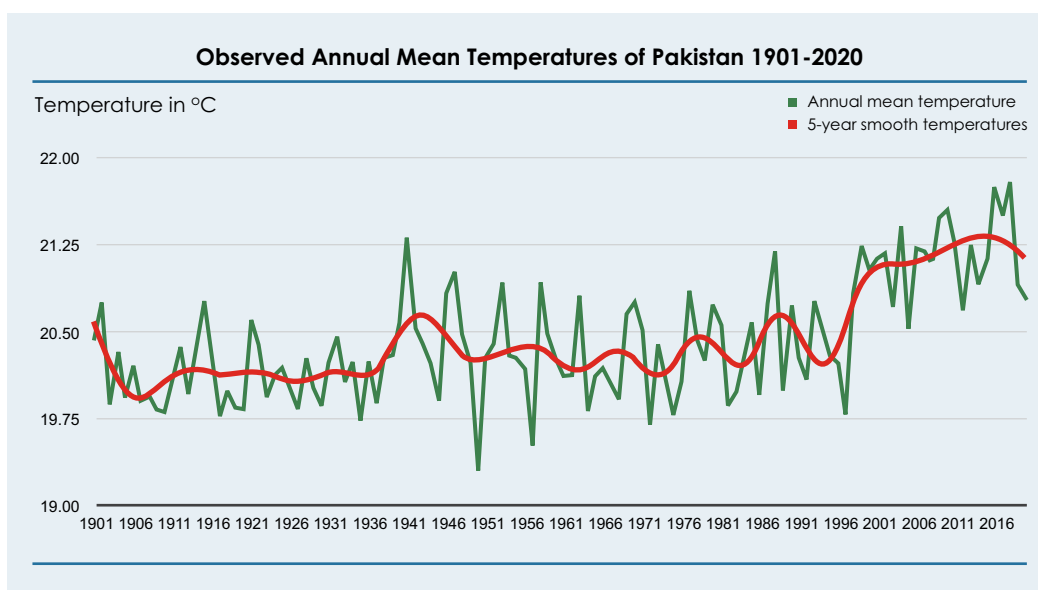 Observed Annual Mean Temperatures of Pakistan 1901-2020
Temperature in °C
Annual mean temperature
5-year smooth temperatures
22.00
21.25
20.50
19.75
19.00
1901 1906 1911 1916 1921 1926 1931 1936 1941 1946 1951 1956 1961 1966 1971 1976 1981 1986 1991 1996 2001 2006 2011 2016